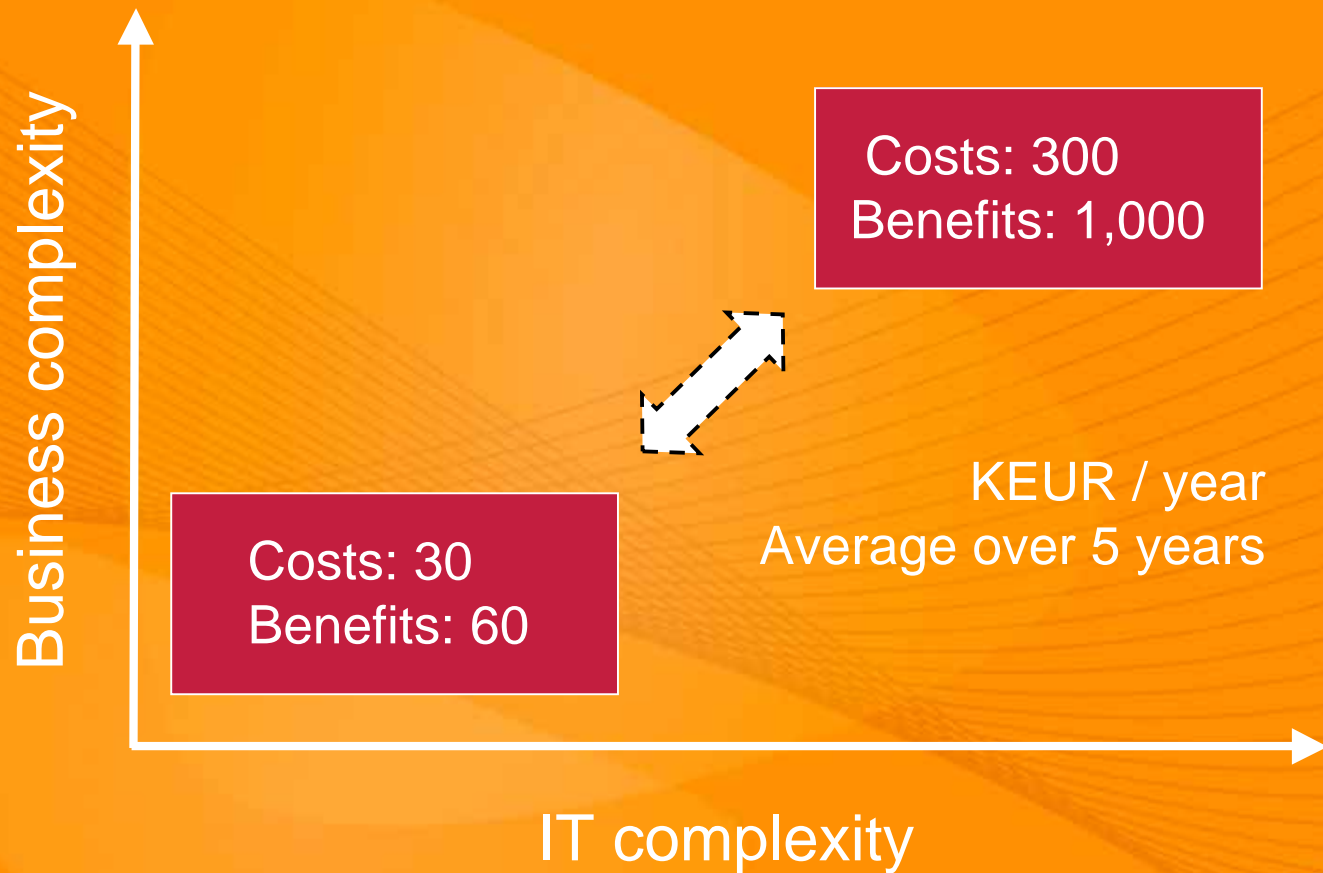 Business complexity
Costs: 300
Benefits: 1,000
KEUR / year
Average over 5 years
Costs: 30
Benefits: 60
IT complexity